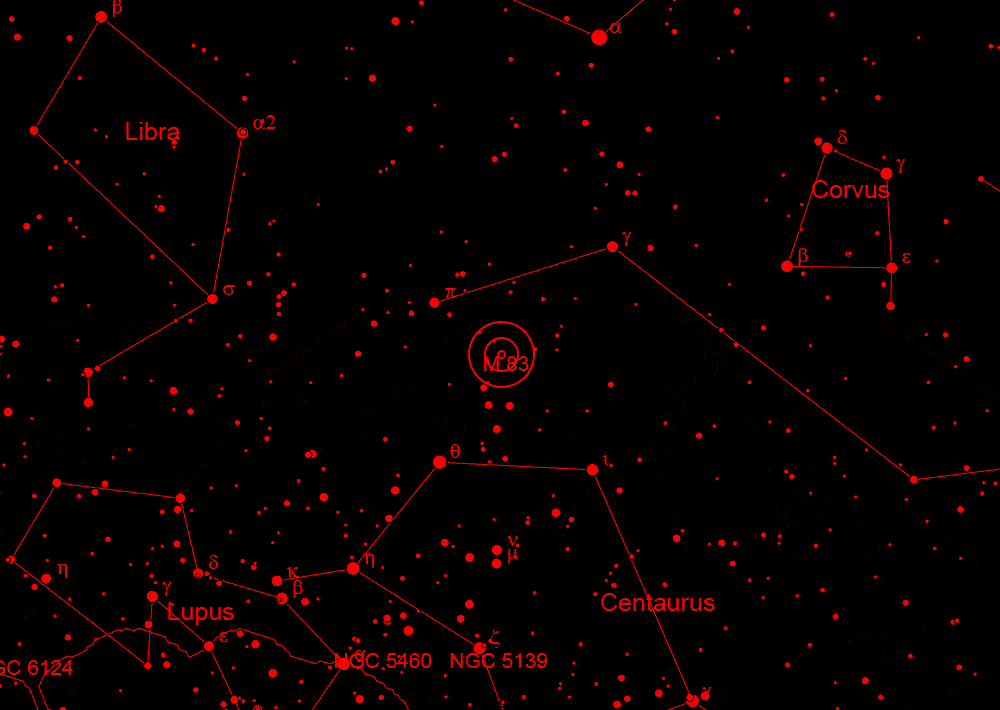 β
α
Libra
α2
δ
γ
Corvus
γ
β
ε
π
σ
M 83
θ
ι
ν
η
δ
μ
η
κ
γ
β
Lupus
Centaurus
ε
ζ
α
NGC 5460
NGC 5139
GC 6124
γ